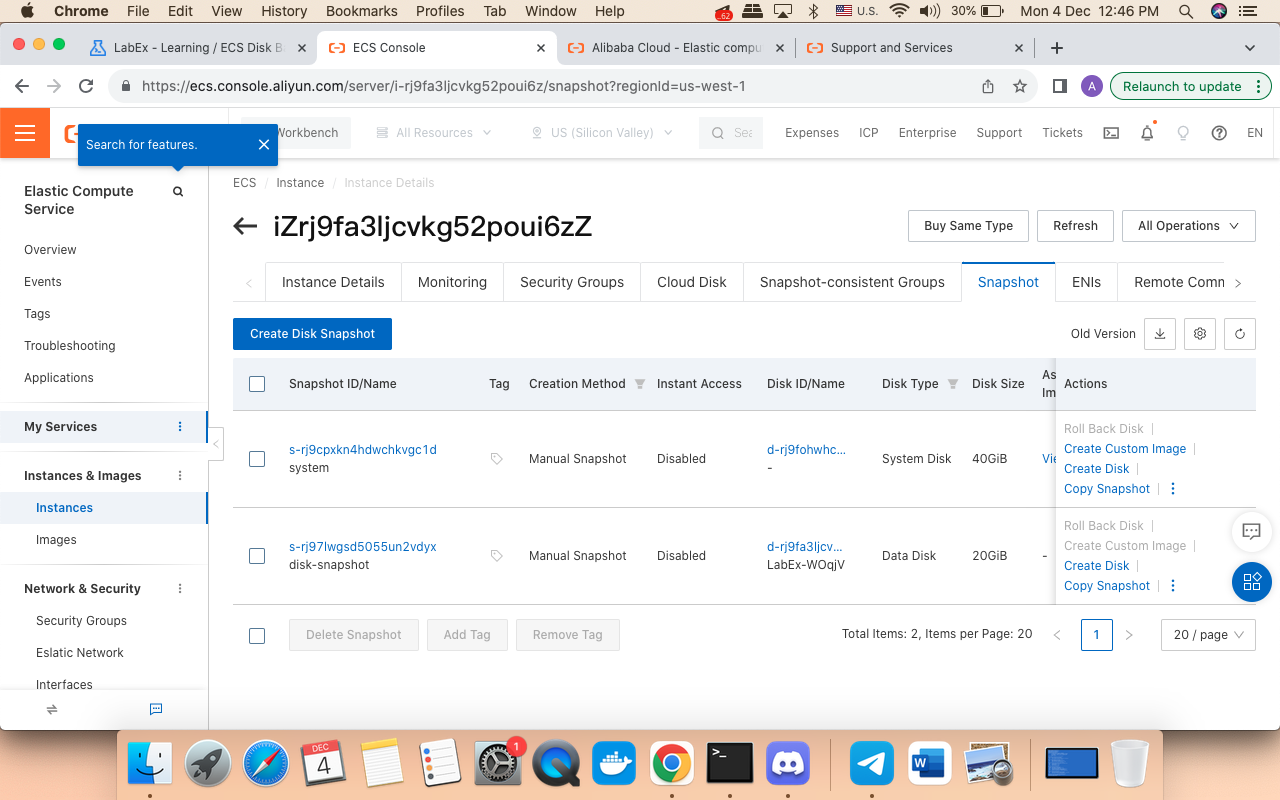 Chrome File Edit View History Bookmarks Profiles Tab Window Help .62 U.S. 30% Mon 4 Dec 12:46 PM
LabEx - Learning / ECS Disk B ECS Console Alibaba Cloud - Elastic compu Support and Services
https://ecs.console.aliyun.com/server/i-rj9fa3ljcvkg52poui6z/snapshot?regionId=us-west-1 A Relaunch to update
Search for features. Workbench All Resources US (Silicon Valley) Sea Expenses ICP Enterprise Support Tickets EN
Elastic Compute Service
Overview
Events
Tags
Troubleshooting
Applications
My Services
Instances & Images
Instances
Images
Network & Security
Security Groups
Eslatic Network
Interfaces
ECS / Instance / Instance Details
iZrj9fa3ljcvkg52poui6zZ
Buy Same Type Refresh All Operations
Instance Details Monitoring Security Groups Cloud Disk Snapshot-consistent Groups Snapshot ENIs Remote Comm
Create Disk Snapshot Old Version
Snapshot ID/Name Tag Creation Method Instant Access Disk ID/Name Disk Type Disk Size As Im Actions
s-rj9cpxkn4hdwchkvgc1d
system
Manual Snapshot Disabled
d-rj9fohwhc...
-
System Disk 40GiB Vie
Roll Back Disk
Create Custom Image
Create Disk
Copy Snapshot
s-rj97lwgsd5055un2vdyx
disk-snapshot
Manual Snapshot Disabled
d-rj9fa3ljcv...
LabEx-WOqjV
Data Disk 20GiB -
Roll Back Disk
Create Custom Image
Create Disk
Copy Snapshot
Delete Snapshot Add Tag Remove Tag Total Items: 2, Items per Page: 20 1 20 / page
DEC
4
1
>_
W